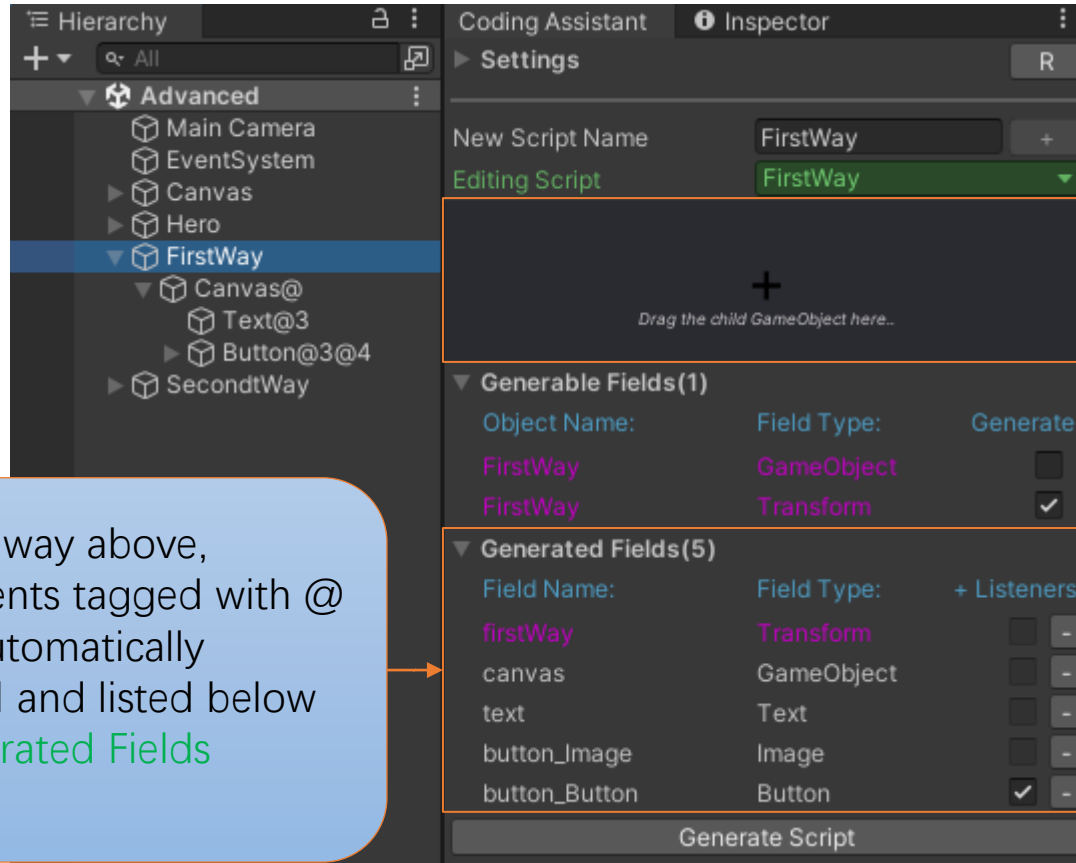 Hierarchy
All
Advanced
Main Camera
EventSystem
Canvas
Hero
FirstWay
Canvas@
Text@3
Button@3@4
SecondtWay
way above,
tagged with @
and listed below
Fields
Coding Assistant Inspector
Settings R
New Script Name FirstWay +
Editing Script FirstWay
Drag the child GameObject here..
Generable Fields(1)
Object Name: Field Type: Generate
FirstWay GameObject
FirstWay Transform
Generated Fields(5)
Field Name: Field Type: + Listeners
firstWay Transform -
canvas GameObject -
text Text -
button_Image Image -
button_Button Button -
Generate Script